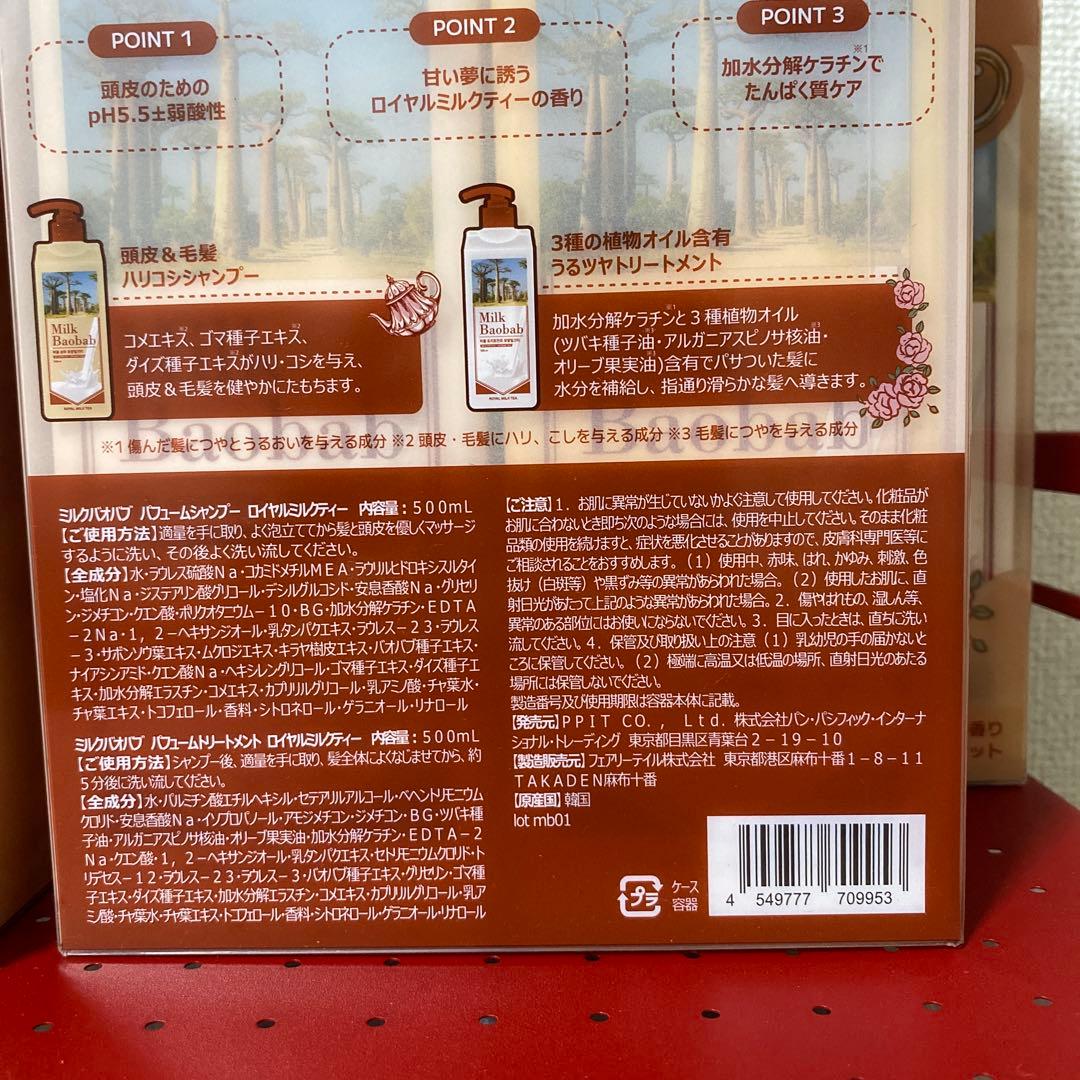 POINT 1
頭皮のための
pH5.5±弱酸性
POINT 2
甘い夢に誘う
ロイヤルミルクティーの香り
POINT 3
※1
加水分解ケラチンで
たんぱく質ケア
頭皮＆毛髪
ハリコシシャンプー
Milk
Baobab
ROYAL MILK TEA
※2 ※2
コメエキス、ゴマ種子エキス、
※2
ダイズ種子エキスがハリ・コシを与え、
頭皮＆毛髪を健やかにたもちます。
3種の植物オイル含有
うるツヤトリートメント
Milk
Baobab
ROYAL MILK TEA
※1
加水分解ケラチンと３種植物オイル
※3
(ツバキ種子油・アルガニアスピノサ核油・
※3
オリーブ果実油)含有でパサついた髪に
水分を補給し、指通り滑らかな髪へ導きます。
Baobab
Baobab
※1 傷んだ髪につやとうるおいを与える成分 ※2 頭皮・毛髪にハリ、こしを与える成分 ※3 毛髪につやを与える成分
ミルクバオバブ パフュームシャンプー ロイヤルミルクティー 内容量：500mL
【ご使用方法】適量を手に取り、よく泡立ててから髪と頭皮を優しくマッサージ
するように洗い、その後よく洗い流してください。
【全成分】水・ラウレス硫酸Ｎａ・コカミドメチルＭＥＡ・ラウリルヒドロキシスルタイ
ン・塩化Ｎａ・ジステアリン酸グリコール・デシルグルコシド・安息香酸Ｎａ・グリセリ
ン・ジメチコン・クエン酸・ポリクオタニウム－１０・ＢＧ・加水分解ケラチン・ＥＤＴＡ
－２Ｎａ・１，２－ヘキサンジオール・乳タンパクエキス・ラウレス－２３・ラウレス
－３・サボンソウ葉エキス・ムクロジエキス・キラヤ樹皮エキス・バオバブ種子エキス・
ナイアシンアミド・クエン酸Ｎａ・ヘキシレングリコール・ゴマ種子エキス・ダイズ種子エ
キス・加水分解エラスチン・コメエキス・カプリリルグリコール・乳アミノ酸・チャ葉水・
チャ葉エキス・トコフェロール・香料・シトロネロール・ゲラニオール・リナロール
ミルクバオバブ パフュームトリートメント ロイヤルミルクティー 内容量：500mL
【ご使用方法】シャンプー後、適量を手に取り、髪全体によくなじませてから、約
５分後に洗い流してください。
【全成分】水・パルミチン酸エチルヘキシル・セテアリルアルコール・ベヘントリモニウム
クロリド・安息香酸Ｎａ・イソプロパノール・アモジメチコン・ジメチコン・ＢＧ・ツバキ種
子油・アルガニアスピノサ核油・オリーブ果実油・加水分解ケラチン・ＥＤＴＡ－２
Ｎａ・クエン酸・１，２－ヘキサンジオール・乳タンパクエキス・セトリモニウムクロリド・ト
リデセス－１２・ラウレス－２３・ラウレス－３・バオバブ種子エキス・グリセリン・ゴマ種
子エキス・ダイズ種子エキス・加水分解エラスチン・コメエキス・カプリリルグリコール・乳ア
ミノ酸・チャ葉水・チャ葉エキス・トコフェロール・香料・シトロネロール・ゲラニオール・リナロール
【ご注意】１．お肌に異常が生じていないかよく注意して使用してください。化粧品が
お肌に合わないとき即ち次のような場合には、使用を中止してください。そのまま化粧
品類の使用を続けますと、症状を悪化させることがありますので、皮膚科専門医等に
ご相談されることをおすすめします。（１）使用中、赤味、はれ、かゆみ、刺激、色
抜け（白斑等）や黒ずみ等の異常があらわれた場合。（２）使用したお肌に、直
射日光があたって上記のような異常があらわれた場合。２．傷やはれもの、湿しん等、
異常のある部位にはお使いにならないでください。３．目に入ったときは、直ちに洗い
流してください。４．保管及び取り扱い上の注意（１）乳幼児の手の届かないと
ころに保管してください。（２）極端に高温又は低温の場所、直射日光のあたる
場所には保管しないでください。
製造番号及び使用期限は容器本体に記載。
【発売元】ＰＰＩＴ ＣＯ．， Ｌｔｄ．株式会社パン・パシフィック・インターナ
ショナル・トレーディング 東京都目黒区青葉台２－１９－１０
【製造販売元】フェアリーテイル株式会社 東京都港区麻布十番１－８－１１
ＴＡＫＡＤＥＮ麻布十番
【原産国】韓国
lot mb01
プラ
ケース
容器
4 549777 709953
香り
ット